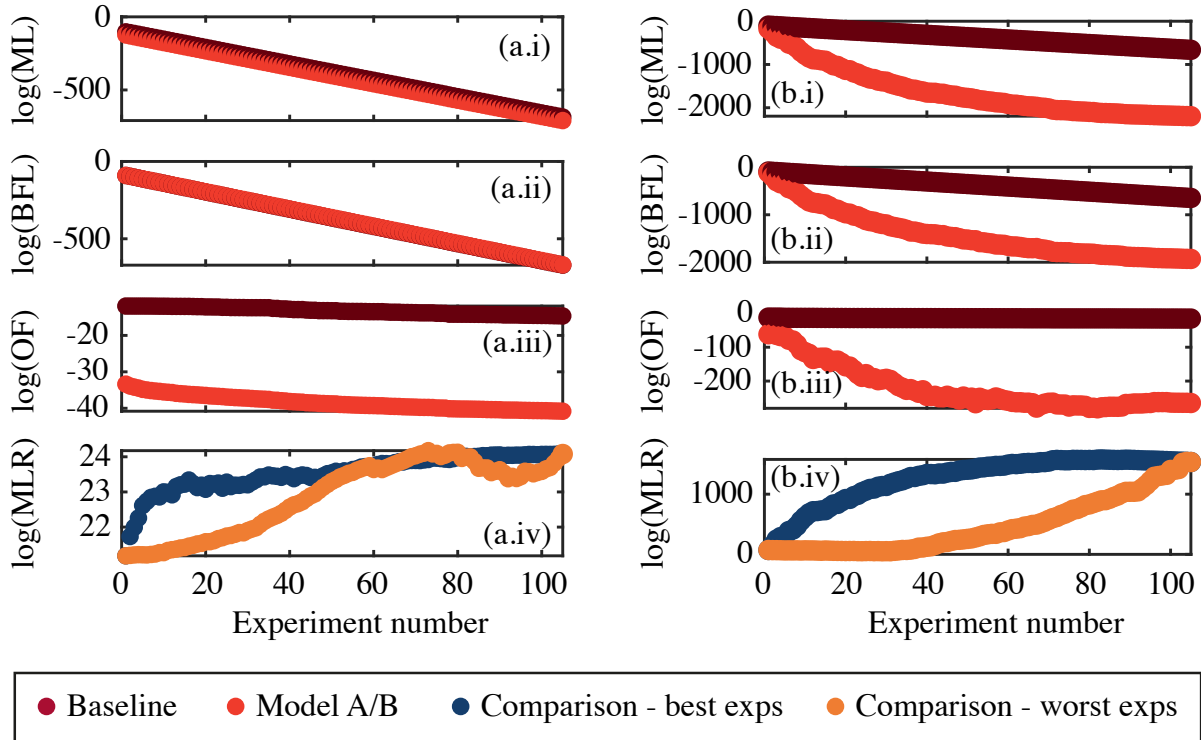 log(ML)
0
-500
(a.i)
log(ML)
0
-1000
-2000
(b.i)
log(BFL)
0
-500
(a.ii)
log(BFL)
0
-1000
-2000
(b.ii)
log(OF)
-20
-30
-40
(a.iii)
log(OF)
0
-100
-200
(b.iii)
log(MLR)
24
23
22
(a.iv)
0 20 40 60 80 100
Experiment number
log(MLR)
1000
0
(b.iv)
0 20 40 60 80 100
Experiment number
Baseline Model A/B Comparison - best exps Comparison - worst exps